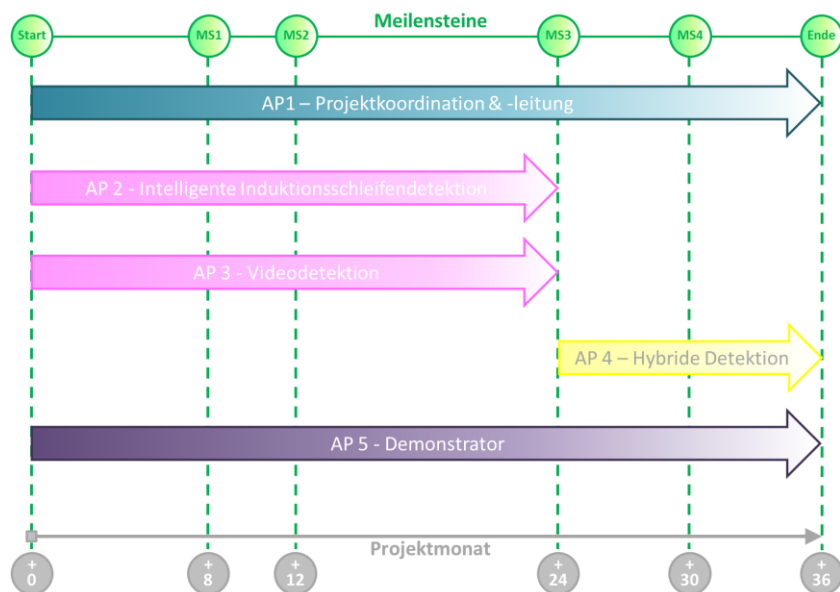 Meilensteine
Start MS1 MS2 MS3 MS4 Ende
AP1 – Projektkoordination & -leitung
AP 2 - Intelligente Induktionsschleifendetektion
AP 3 - Videodetektion
AP 4 – Hybride Detektion
AP 5 - Demonstrator
Projektmonat
+ + + + + +
0 8 12 24 30 36